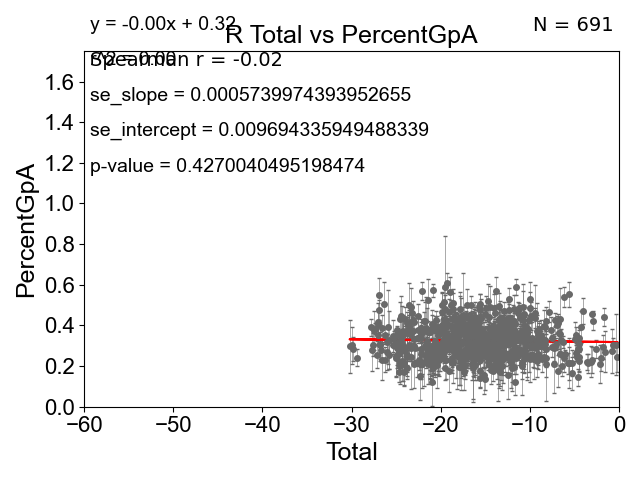 y = -0.00x + 0.32
N = 691
R Total vs PercentGpA
Spearman r = -0.02
se_slope = 0.0005739974393952655
se_intercept = 0.009694335949488339
p-value = 0.4270040495198474
PercentGpA
1.6
1.4
1.2
1.0
0.8
0.6
0.4
0.2
0.0
−60
−50
−40
−30
−20
−10
0
Total